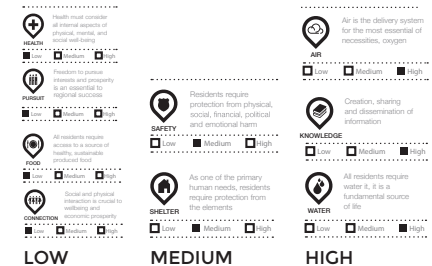 Health must consider
all internal aspects of
physical, mental, and
social well-being
HEALTH
Low Medium High
Freedom to pursue
interests and prosperity
is an essential to
regional success
PURSUIT
Low Medium High
All residents require
access to a source of
healthy, sustainable
produced food
FOOD
Low Medium High
Social and physical
interaction is crucial to
wellbeing and
economic prosperity
CONNECTION
Low Medium High
LOW
Residents require
protection from physical,
social, financial, political
and emotional harm
SAFETY
Low Medium High
As one of the primary
human needs, residents
require protection from
the elements
SHELTER
Low Medium High
MEDIUM
Air is the delivery system
for the most essential of
necessities, oxygen
AIR
Low Medium High
Creation, sharing
and dissemination of
information
KNOWLEDGE
Low Medium High
All residents require
water it, it is a
fundamental source
of life
WATER
Low Medium High
HIGH